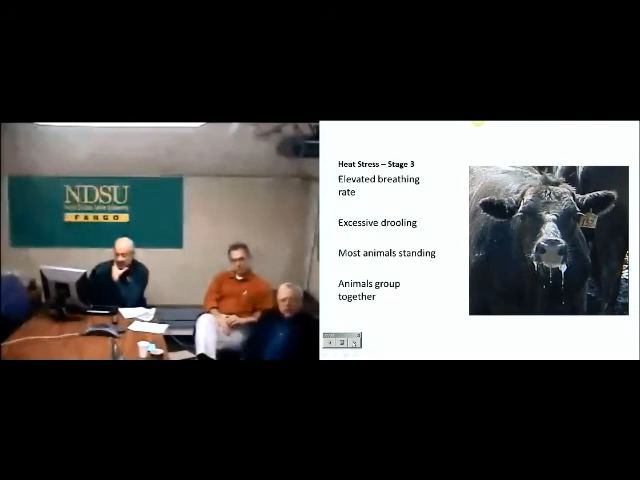 NDSU
North Dakota State University
FARGO
Heat Stress – Stage 3
Elevated breathing
rate
Excessive drooling
Most animals standing
Animals group
together